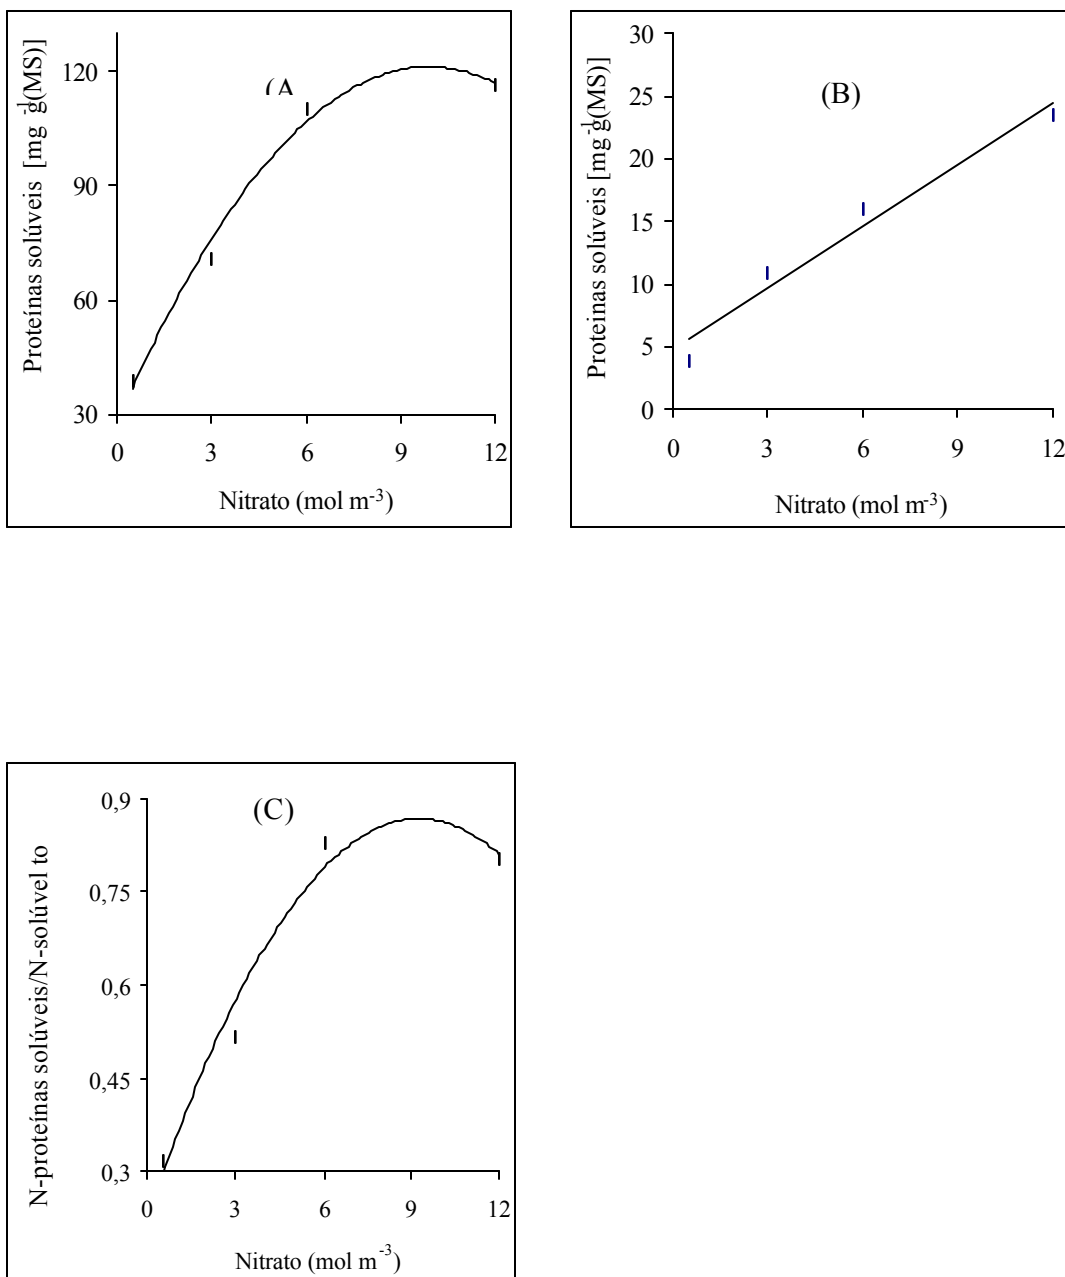 Proteínas solúveis [mg g-1(MS)]
(A
120
90
60
30
0 3 6 9 12
Nitrato (mol m-3)
Proteinas solúveis [mg g-1(MS)]
(B)
30
25
20
15
10
5
0
0 3 6 9 12
Nitrato (mol m-3)
N-proteínas solúveis/N-solúvel to
(C)
0,9
0,75
0,6
0,45
0,3
0 3 6 9 12
Nitrato (mol m-3)